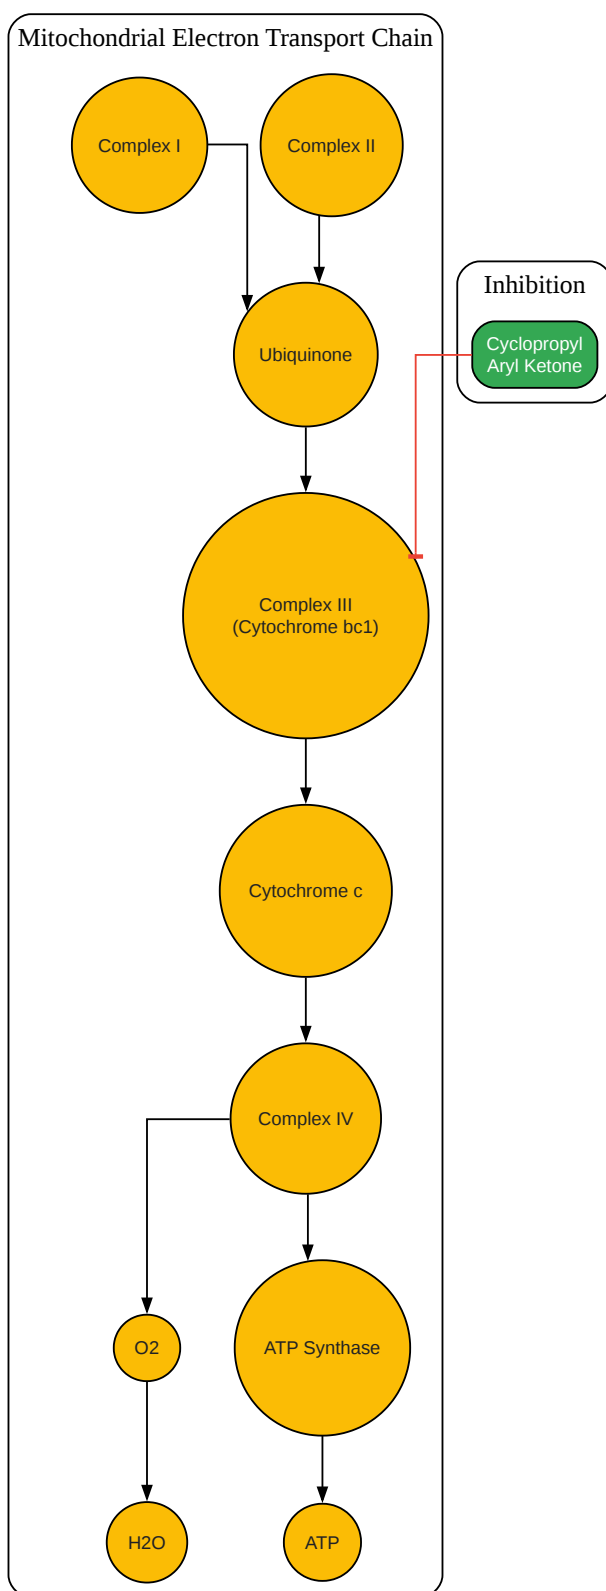 Mitochondrial Electron Transport Chain
Complex I
Complex II
Inhibition
Cyclopropyl
Aryl Ketone
Ubiquinone
Complex III
(Cytochrome bc1)
Cytochrome c
Complex IV
O2
ATP Synthase
H2O
ATP